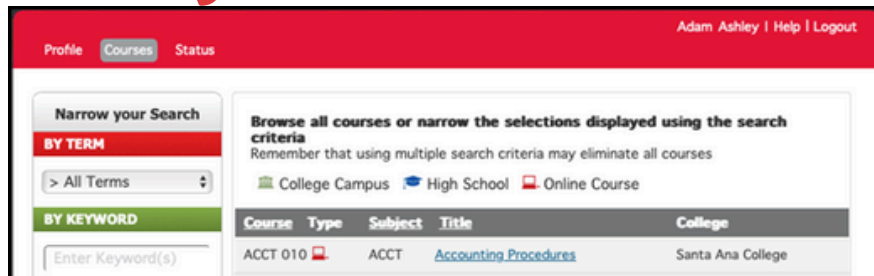 Adam Ashley | Help | Logout
Profile Courses Status
Narrow your Search
BY TERM
> All Terms
BY KEYWORD
Enter Keyword(s)
Browse all courses or narrow the selections displayed using the search
criteria
Remember that using multiple search criteria may eliminate all courses
College Campus High School Online Course
Course Type Subject Title College
ACCT 010 ACCT Accounting Procedures Santa Ana College